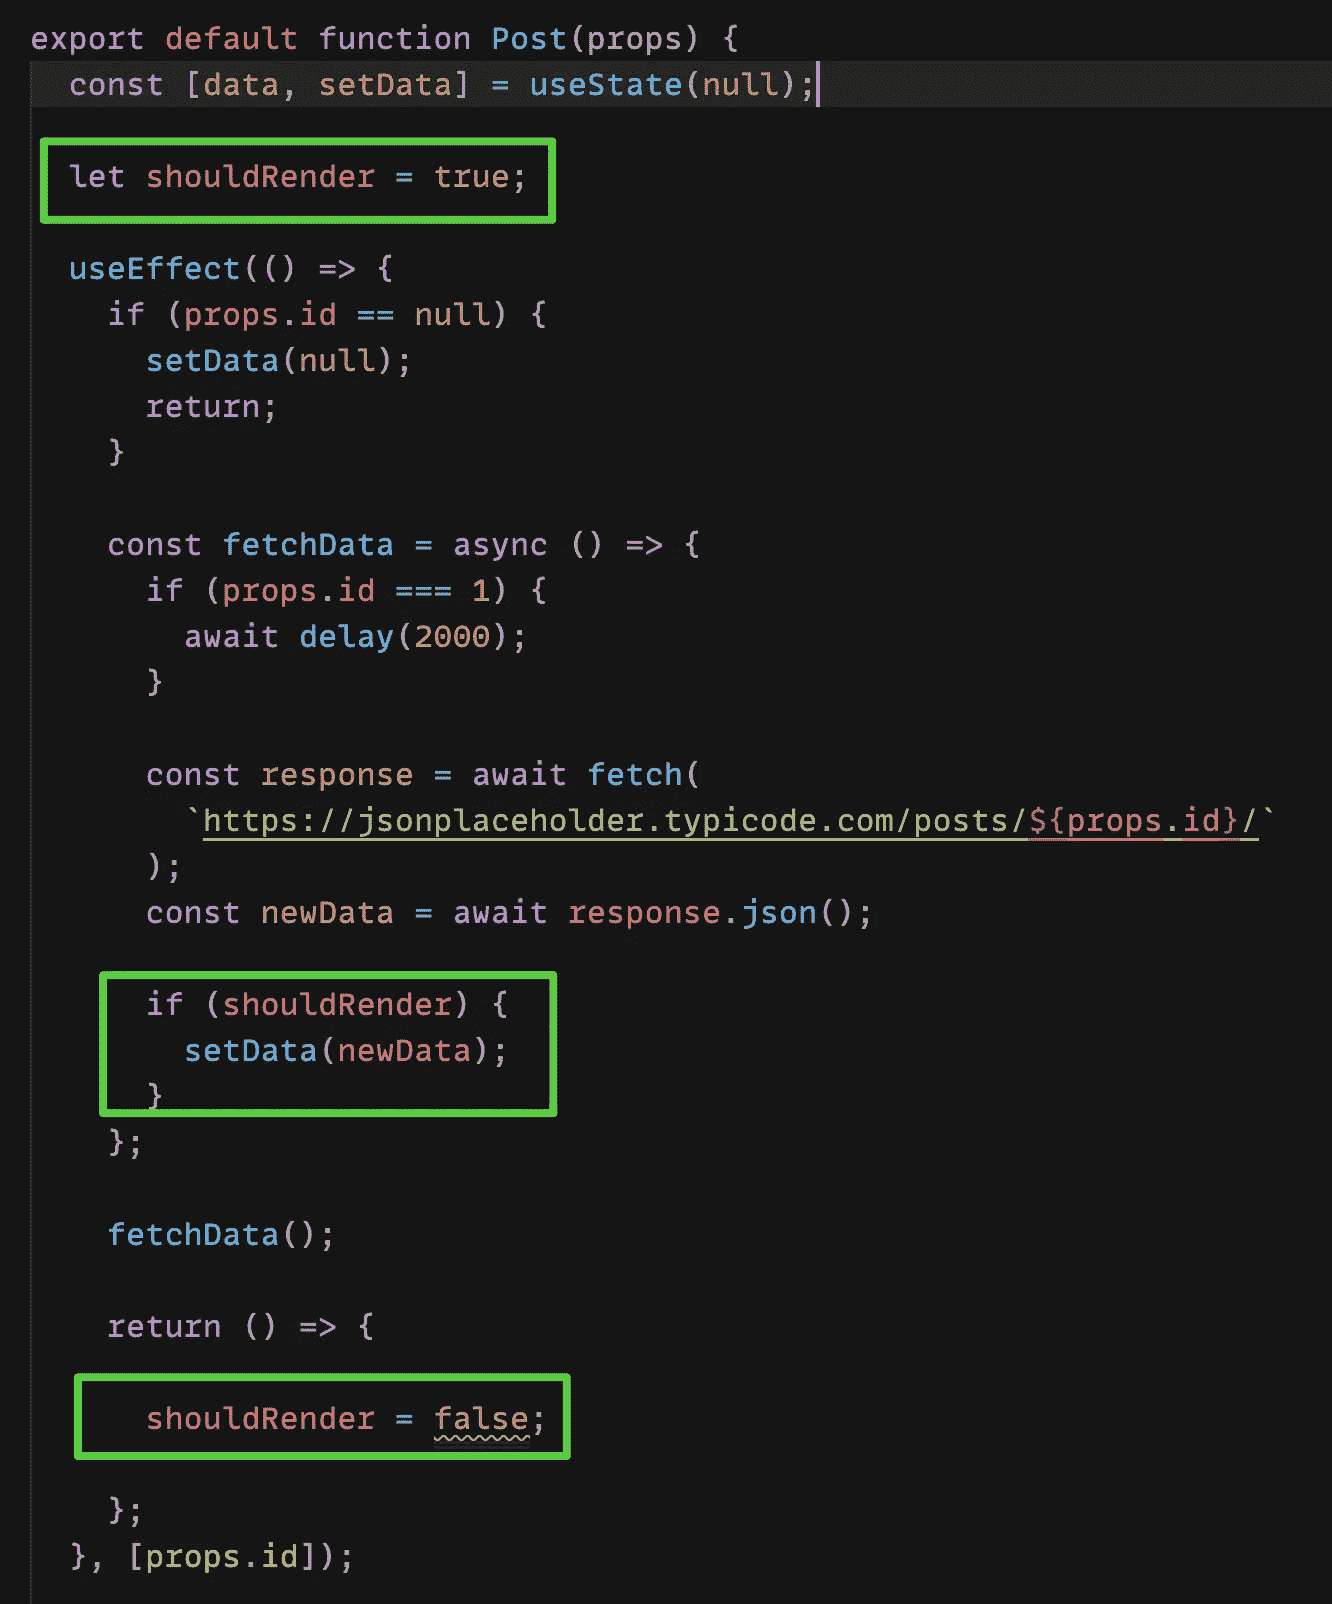 export default function Post(props) {
const [data, setData] = useState(null);
let shouldRender = true;
useEffect(() => {
if (props.id == null) {
setData(null);
return;
}
const fetchData = async () => {
if (props.id === 1) {
await delay(2000);
}
const response = await fetch(
`https://jsonplaceholder.typicode.com/posts/${props.id}/`
);
const newData = await response.json();
if (shouldRender) {
setData(newData);
}
};
fetchData();
return () => {
shouldRender = false;
};
}, [props.id]);